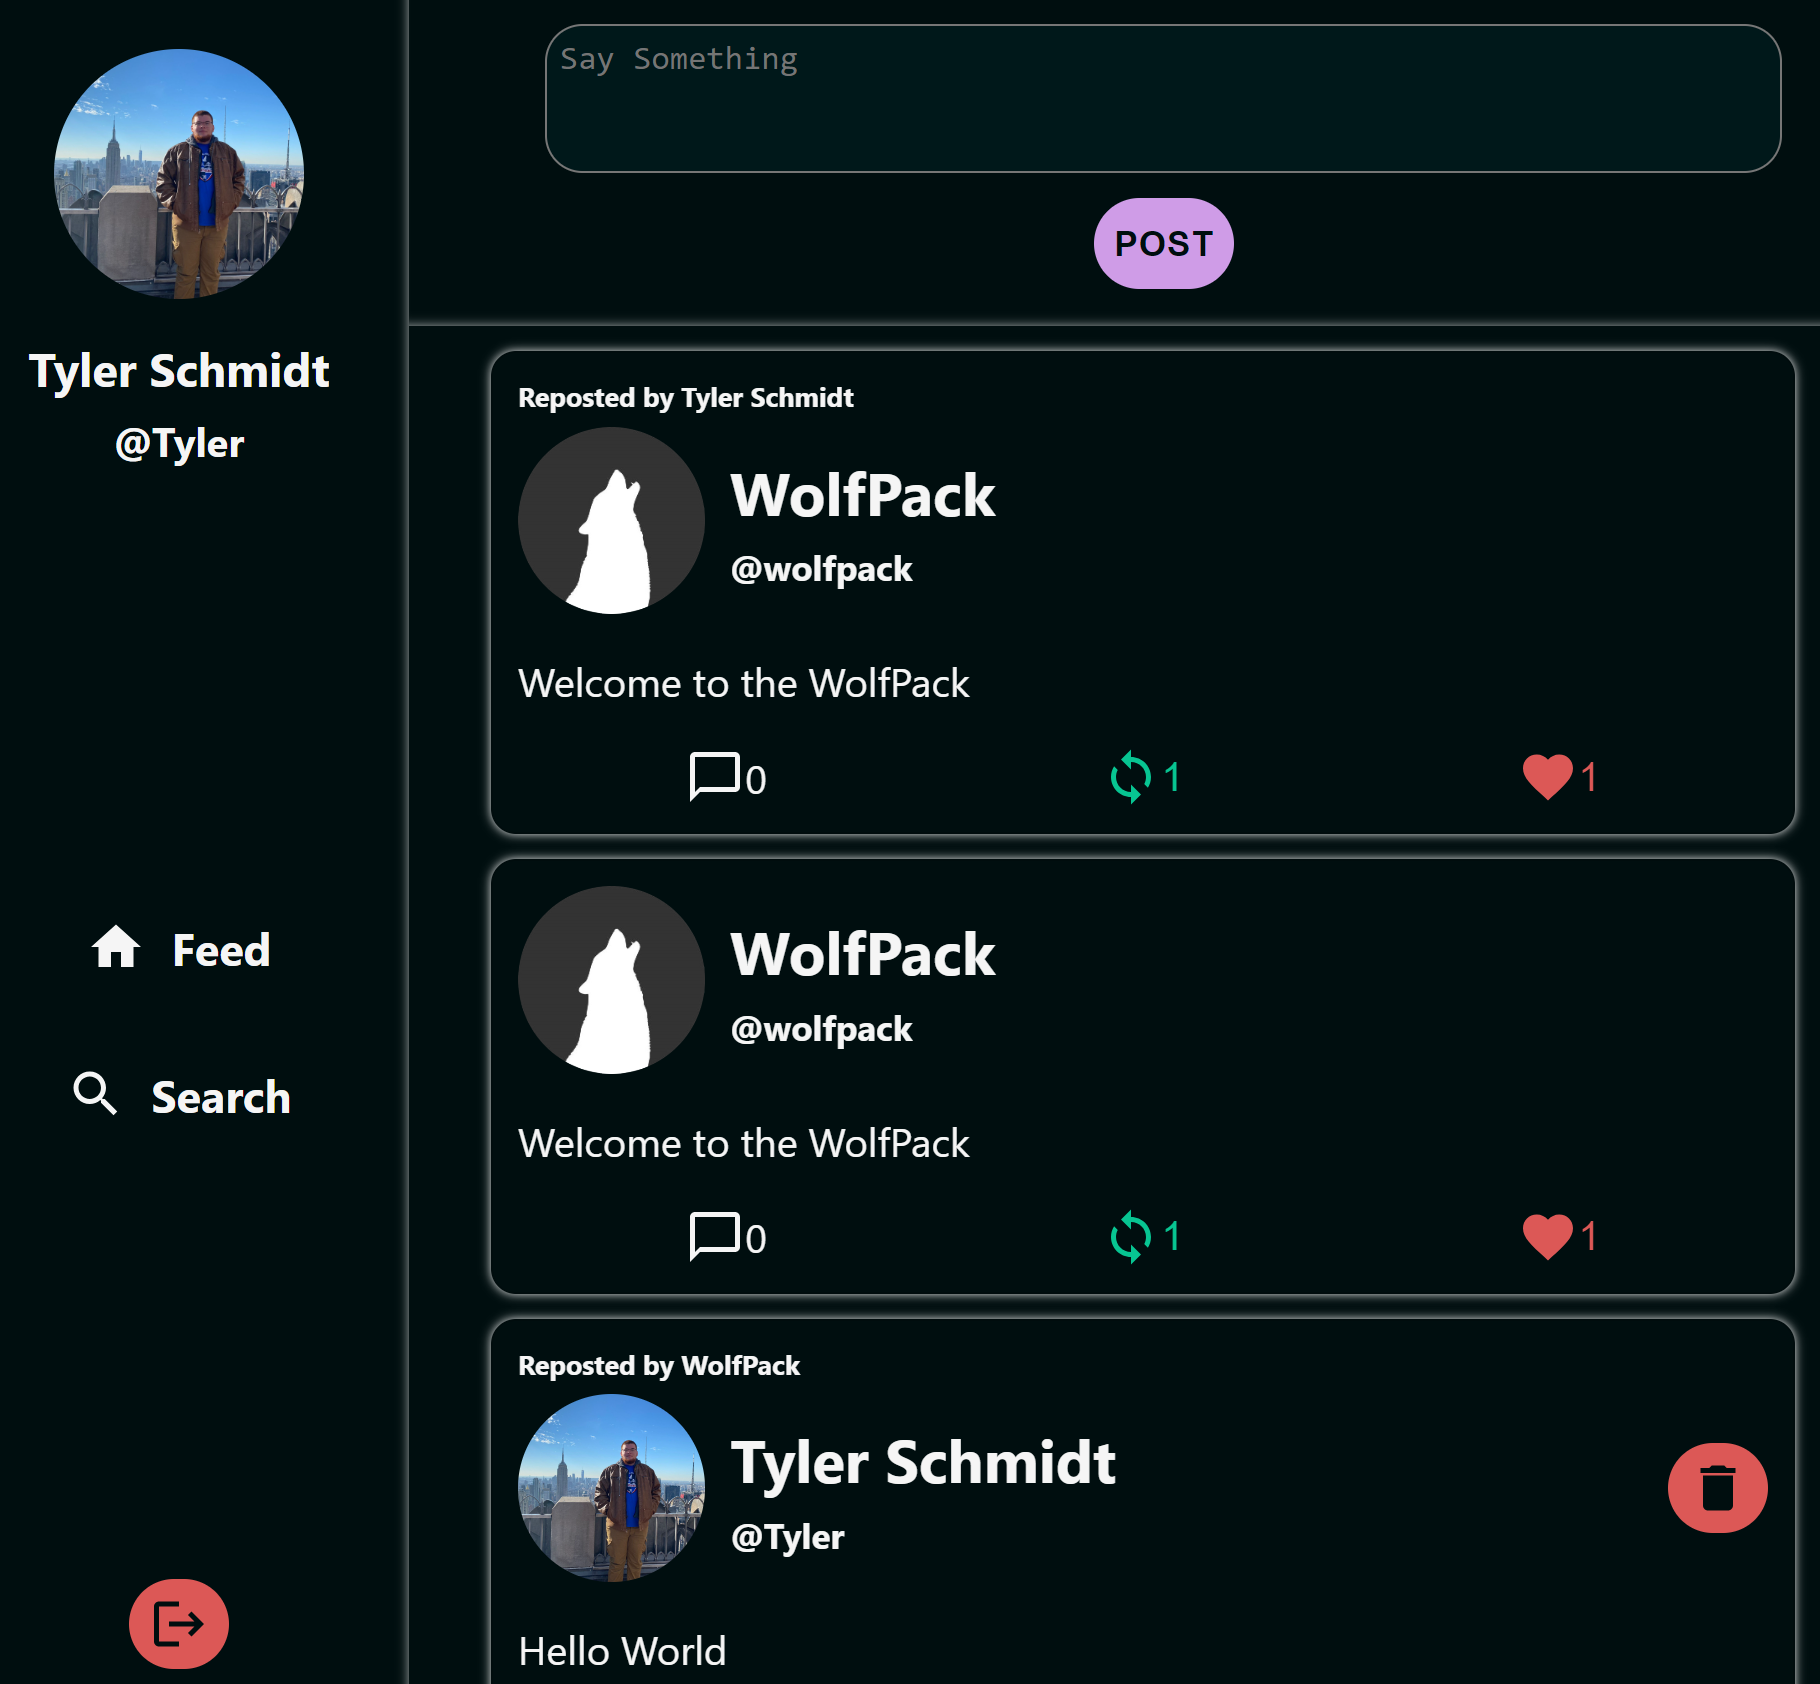 Tyler Schmidt
@Tyler
Feed
Search
Say Something
POST
Reposted by Tyler Schmidt
WolfPack
@wolfpack
Welcome to the WolfPack
0 1 1
WolfPack
@wolfpack
Welcome to the WolfPack
0 1 1
Reposted by WolfPack
Tyler Schmidt
@Tyler
Hello World